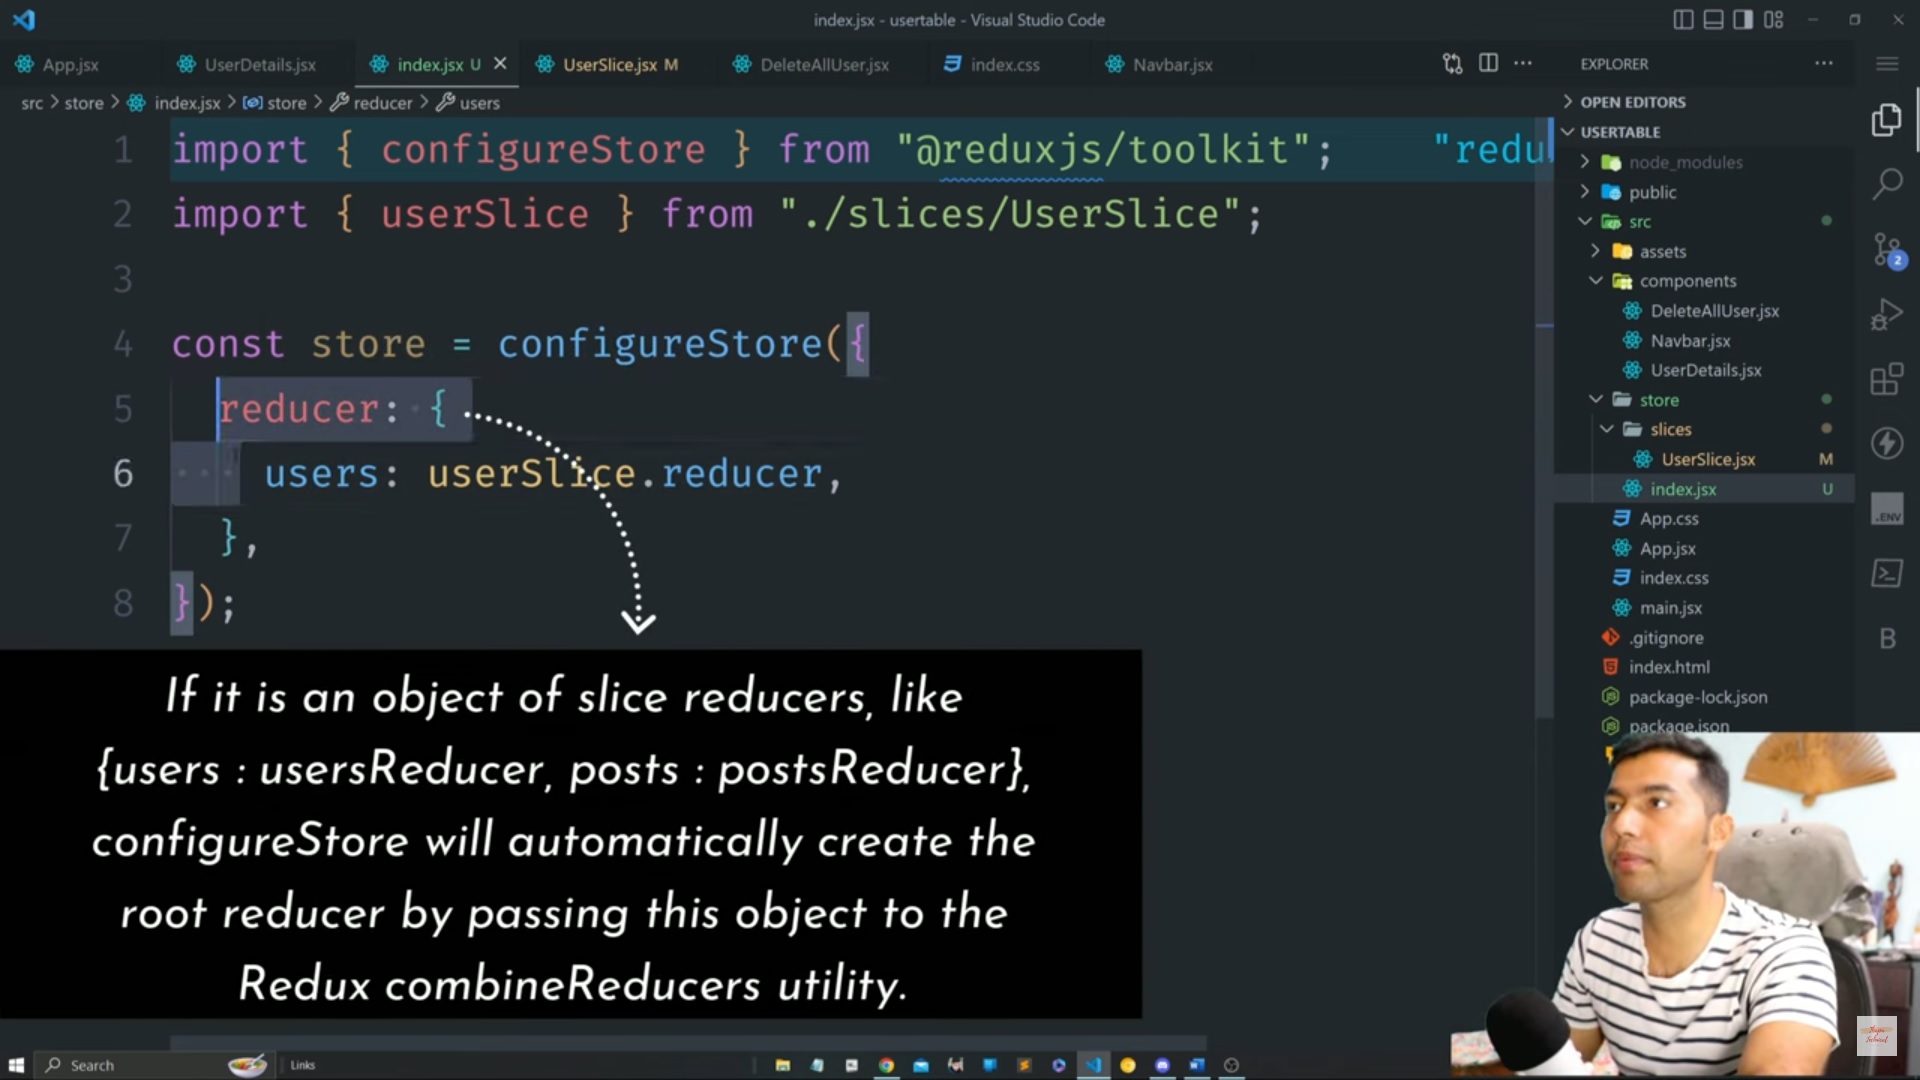 index.jsx - usertable - Visual Studio Code
App.jsx
UserDetails.jsx
index.jsx U
UserSlice.jsx M
DeleteAllUser.jsx
index.css
Navbar.jsx
src > store > index.jsx > store > reducer > users
1 import { configureStore } from "@reduxjs/toolkit"; "redu
2 import { userSlice } from "./slices/UserSlice";
3
4 const store = configureStore({
5 reducer: {
6 users: userSlice.reducer,
7 },
8 });
If it is an object of slice reducers, like
{users : usersReducer, posts : postsReducer},
configureStore will automatically create the
root reducer by passing this object to the
Redux combineReducers utility.
EXPLORER
OPEN EDITORS
USERTABLE
node_modules
public
src
assets
components
DeleteAllUser.jsx
Navbar.jsx
UserDetails.jsx
store
slices
UserSlice.jsx M
index.jsx U
App.css
App.jsx
index.css
main.jsx
.gitignore
index.html
package-lock.json
package.json
2
.ENV
B
Search
Links